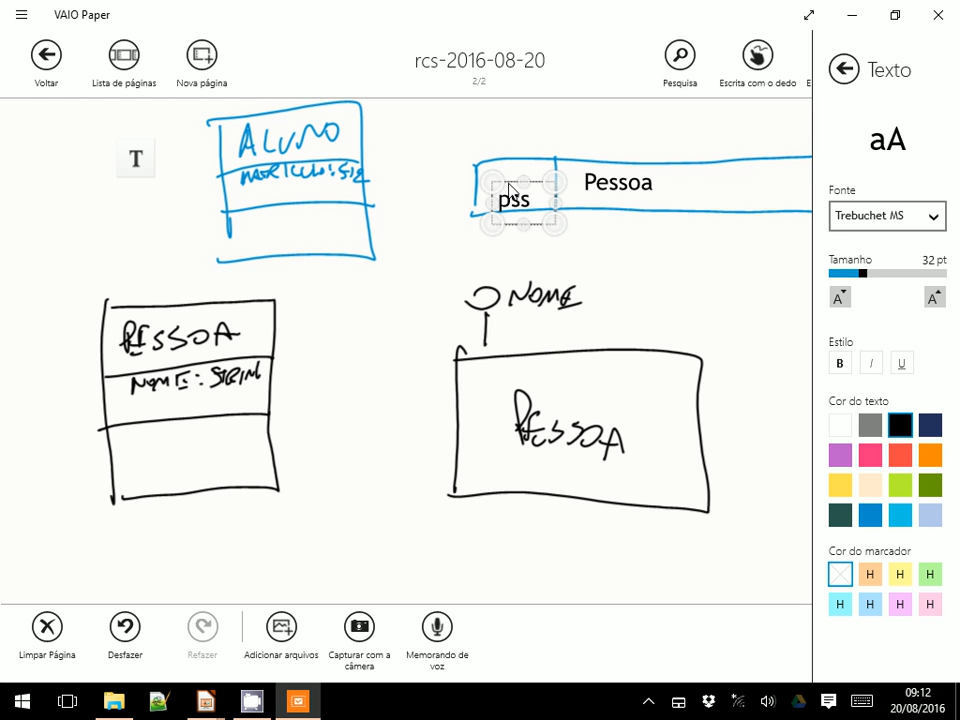 VAIO Paper
Voltar
Lista de páginas
Nova página
rcs-2016-08-20
2/2
Pesquisa
Escrita com o dedo
E
Texto
aA
Fonte
Trebuchet MS
Tamanho 32 pt
A A
Estilo
B I U
Cor do texto
Cor do marcador
H H H
H H H H
T
ALUNO
pss
Pessoa
NOME
PESSOA
NOME: STRING
PESSOA
Limpar Página
Desfazer
Refazer
Adicionar arquivos
Capturar com a
câmera
Memorando de
voz
09:12
20/08/2016